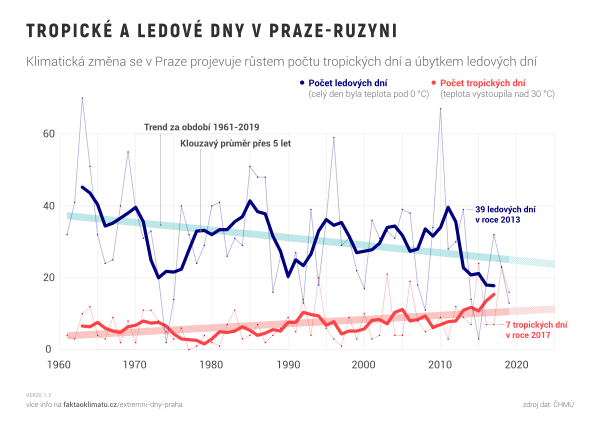 TROPICKÉ A LEDOVÉ DNY V PRAZE-RUZYNI
Klimatická změna se v Praze projevuje růstem počtu tropických dní a úbytkem ledových dní
Počet ledových dní
(celý den byla teplota pod 0 °C)
Počet tropických dní
(teplota vystoupila nad 30 °C)
Trend za období 1961-2019
Klouzavý průměr přes 5 let
60
40
20
0
39 ledových dní
v roce 2013
7 tropických dní
v roce 2017
1960
1970
1980
1990
2000
2010
2020
VERZE 1-2
více info na faktaoklimatu.cz/extremni-dny-praha
zdroj dat: ČHMÚ